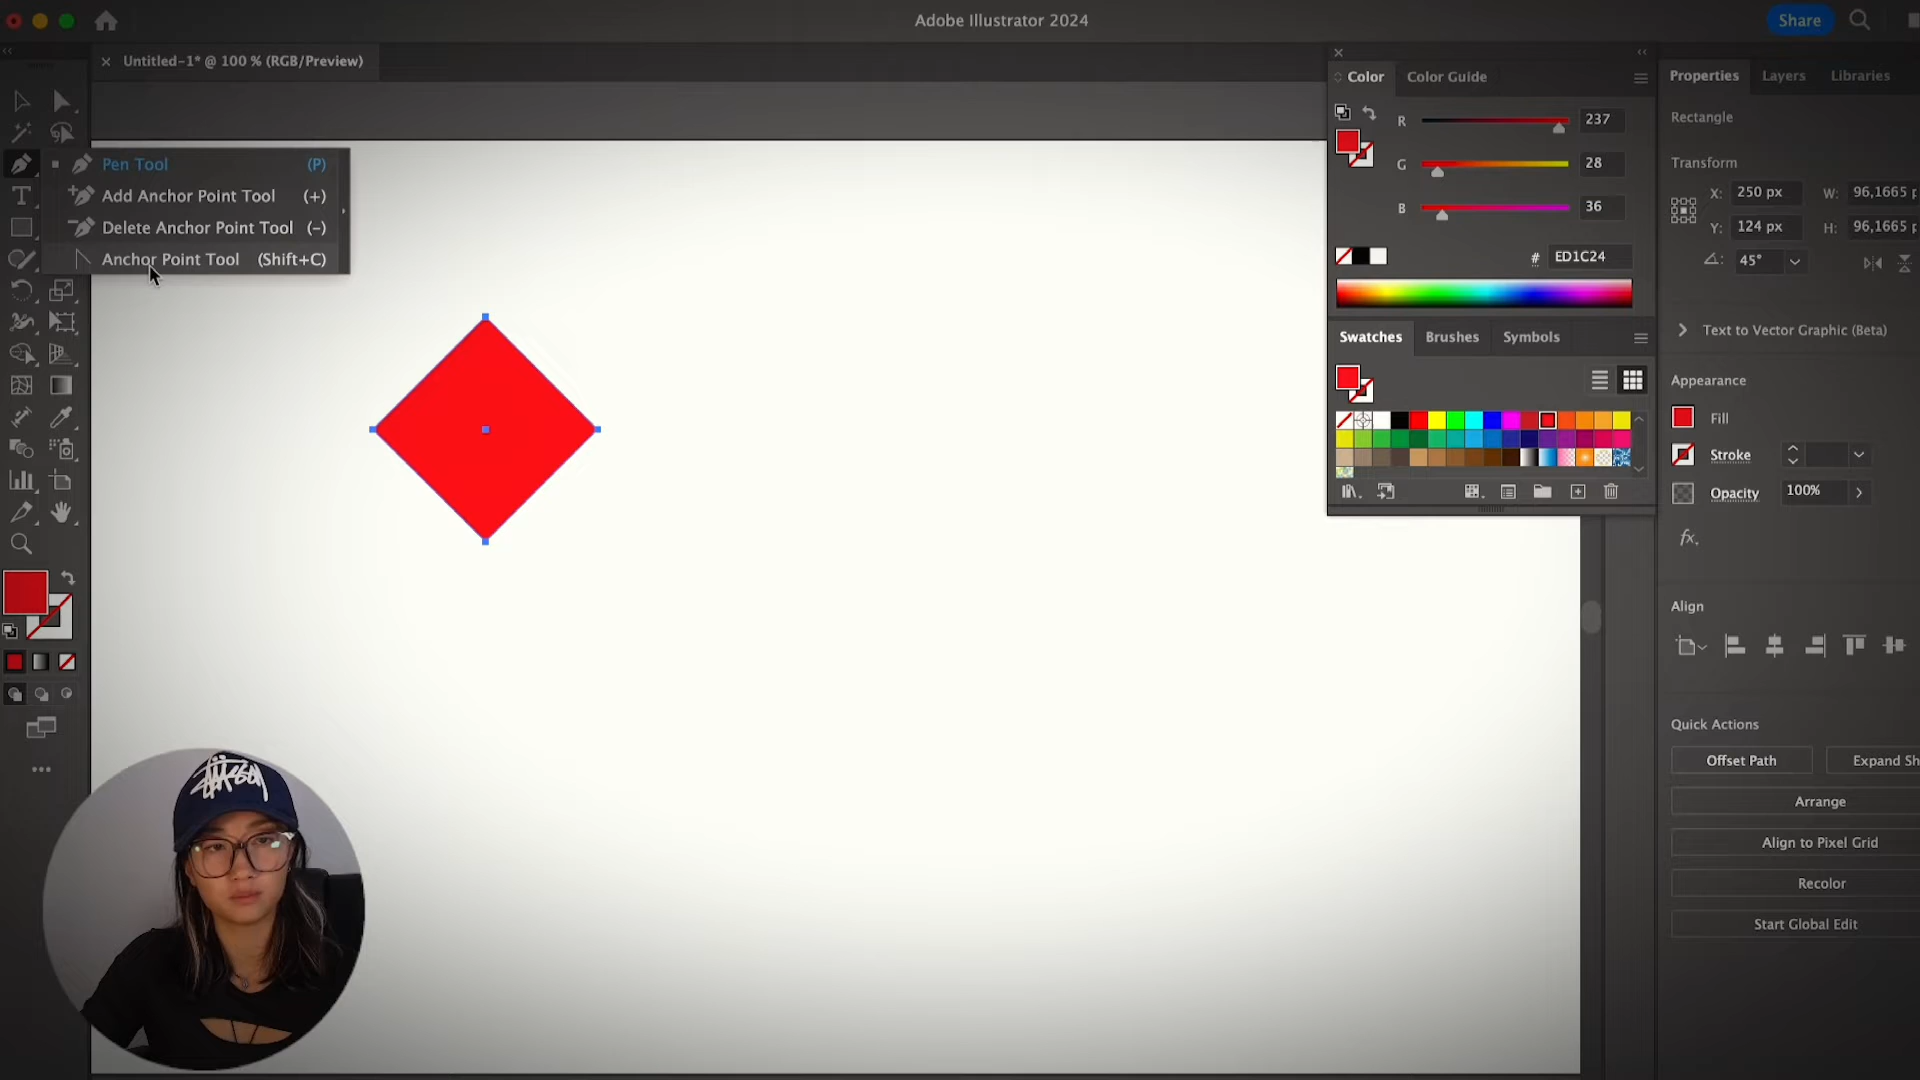 Adobe Illustrator 2024
Share
Untitled-1* @ 100 % (RGB/Preview)
Pen Tool (P)
Add Anchor Point Tool (+)
Delete Anchor Point Tool (-)
Anchor Point Tool (Shift+C)
Color Color Guide
R 237
G 28
B 36
# ED1C24
Swatches Brushes Symbols
Properties Layers Libraries
Rectangle
Transform
X: 250 px W: 96,1665 p
Y: 124 px H: 96,1665 p
45°
Text to Vector Graphic (Beta)
Appearance
Fill
Stroke
Opacity 100%
fx.
Align
Quick Actions
Offset Path Expand Sh
Arrange
Align to Pixel Grid
Recolor
Start Global Edit